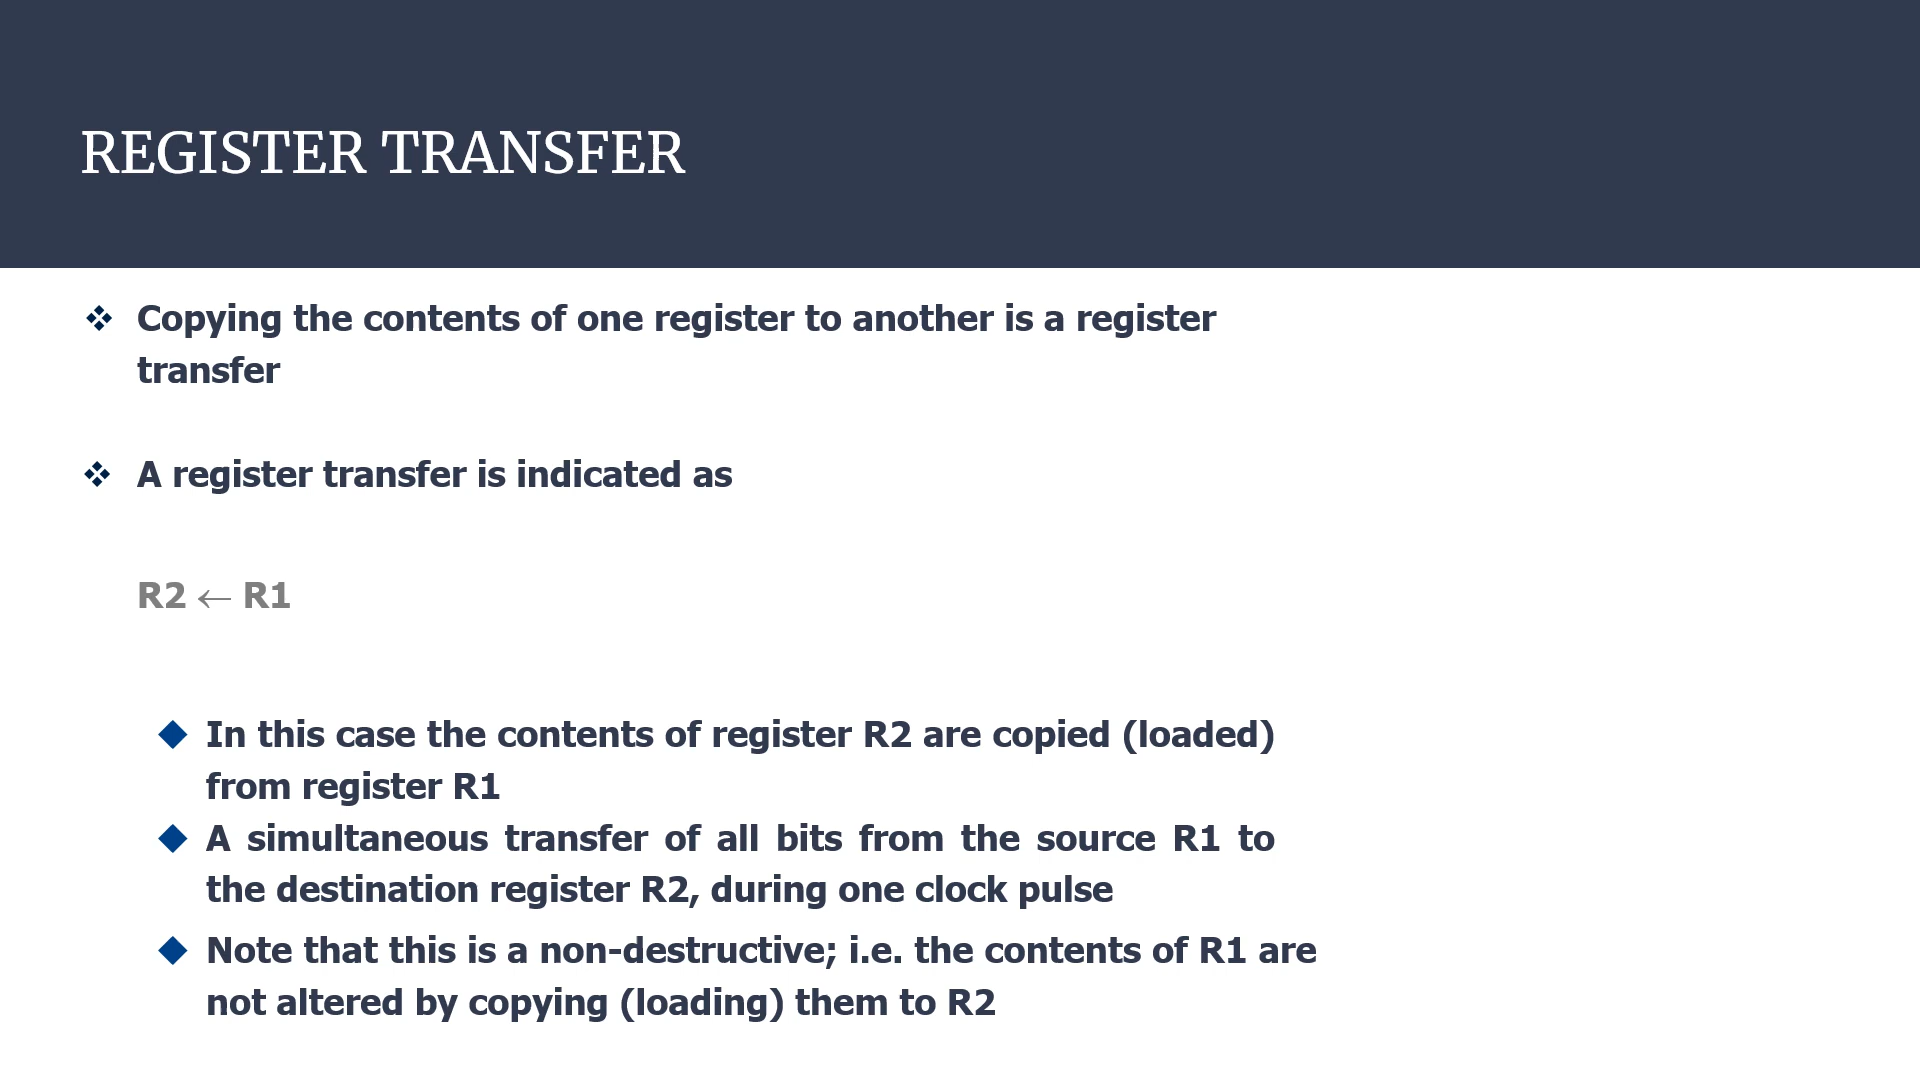 REGISTER TRANSFER
❖ Copying the contents of one register to another is a register
transfer
❖ A register transfer is indicated as
R2 ← R1
◆ In this case the contents of register R2 are copied (loaded)
from register R1
◆ A simultaneous transfer of all bits from the source R1 to
the destination register R2, during one clock pulse
◆ Note that this is a non-destructive; i.e. the contents of R1 are
not altered by copying (loading) them to R2